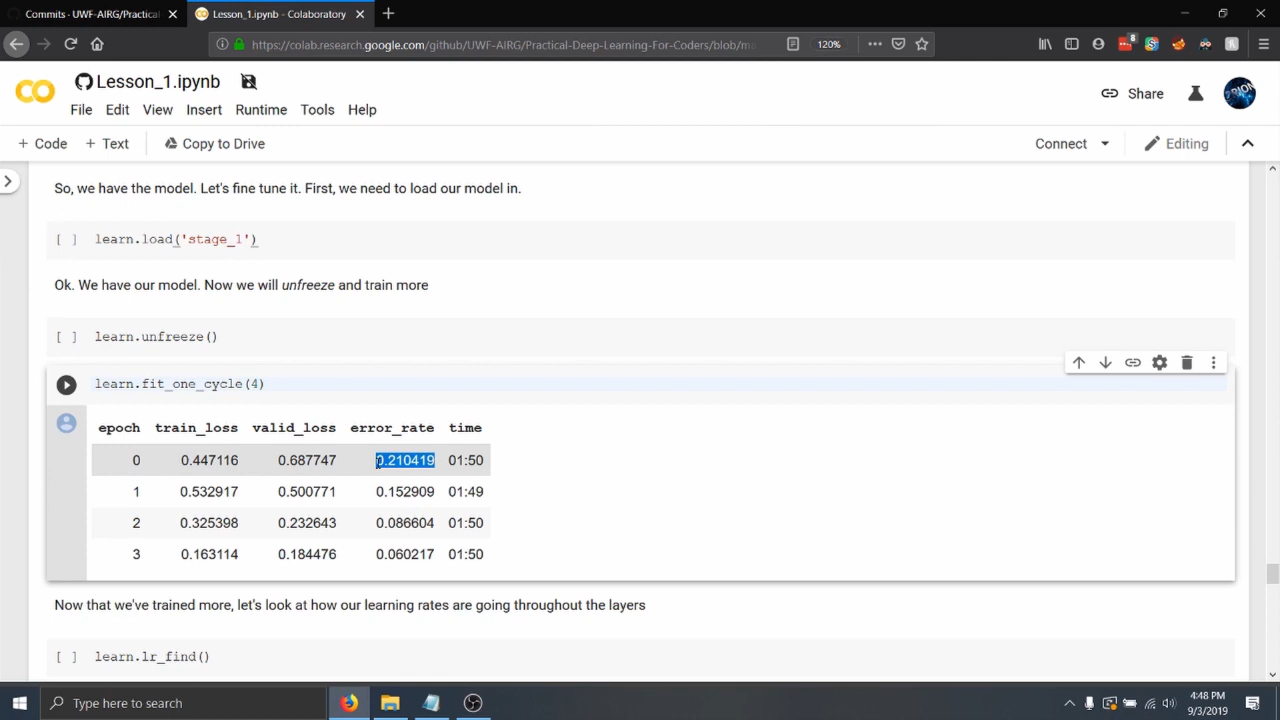 Commits - UWF-AIRG/Practical
Lesson_1.ipynb - Colaboratory
https://colab.research.google.com/github/UWF-AIRG/Practical-Deep-Learning-For-Coders/blob/ma
120%
8
Lesson_1.ipynb
Share
File Edit View Insert Runtime Tools Help
+ Code + Text Copy to Drive
Connect
Editing
So, we have the model. Let's fine tune it. First, we need to load our model in.
[ ] learn.load('stage_1')
Ok. We have our model. Now we will unfreeze and train more
[ ] learn.unfreeze()
learn.fit_one_cycle(4)
epoch train_loss valid_loss error_rate time
0 0.447116 0.687747 0.210419 01:50
1 0.532917 0.500771 0.152909 01:49
2 0.325398 0.232643 0.086604 01:50
3 0.163114 0.184476 0.060217 01:50
Now that we've trained more, let's look at how our learning rates are going throughout the layers
[ ] learn.lr_find()
Type here to search
4:48 PM
9/3/2019